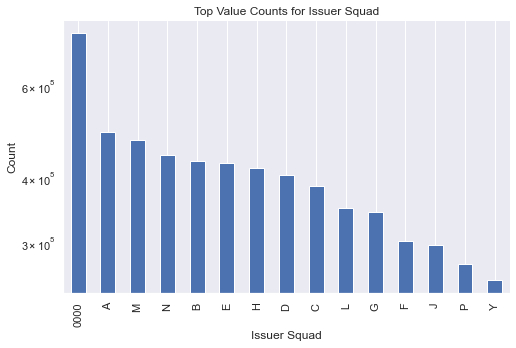 Top Value Counts for Issuer Squad
Count
6 × 10⁵
4 × 10⁵
3 × 10⁵
0000 A M N B E H D C L G F J P Y
Issuer Squad